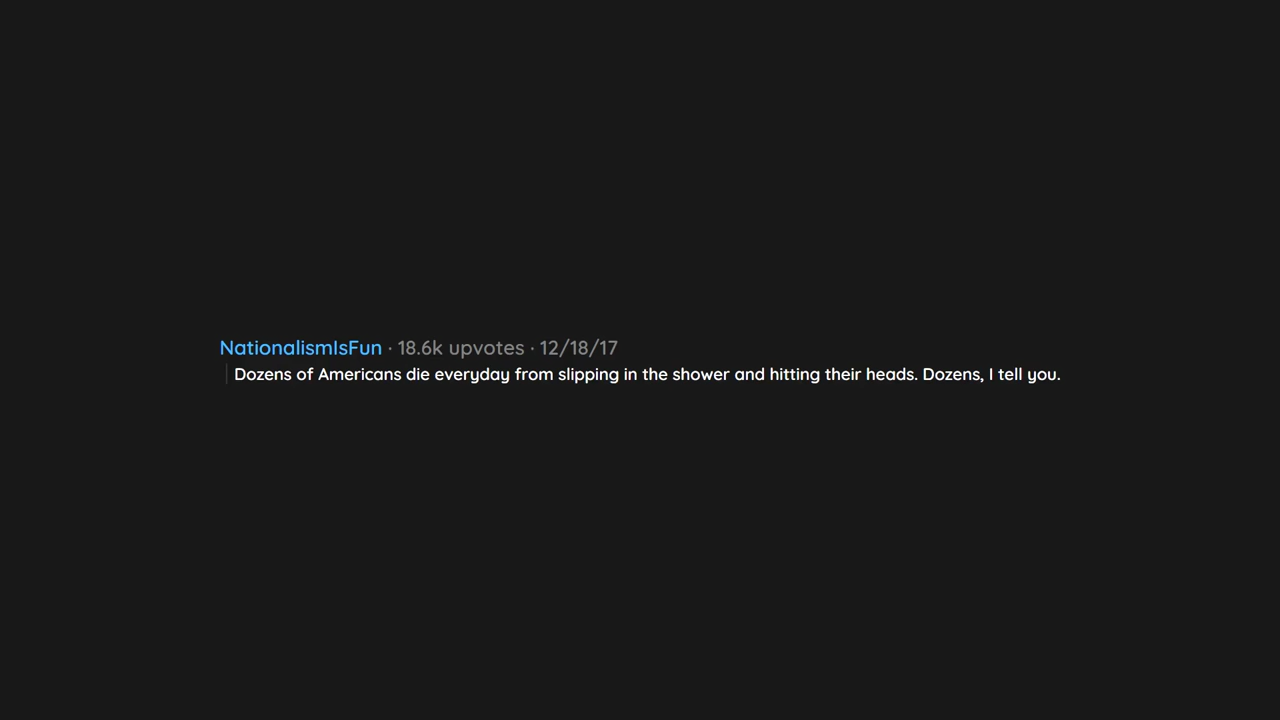 NationalismIsFun · 18.6k upvotes · 12/18/17
Dozens of Americans die everyday from slipping in the shower and hitting their heads. Dozens, I tell you.